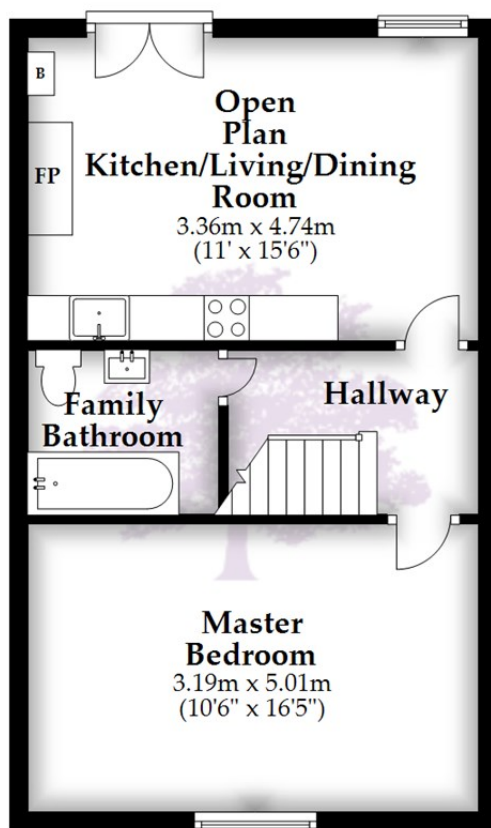 B
FP
Open
Plan
Kitchen/Living/Dining
Room
3.36m x 4.74m
(11' x 15'6")
Family
Bathroom
Hallway
Master
Bedroom
3.19m x 5.01m
(10'6" x 16'5")